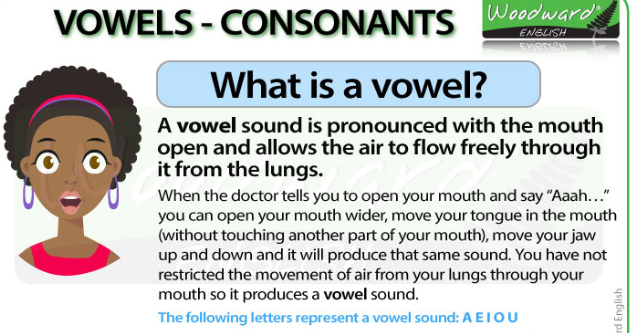 VOWELS - CONSONANTS
Woodward®
ENGLISH
What is a vowel?
A vowel sound is pronounced with the mouth
open and allows the air to flow freely through
it from the lungs.
When the doctor tells you to open your mouth and say “Aaah…”
you can open your mouth wider, move your tongue in the mouth
(without touching another part of your mouth), move your jaw
up and down and it will produce that same sound. You have not
restricted the movement of air from your lungs through your
mouth so it produces a vowel sound.
The following letters represent a vowel sound: A E I O U
rd English